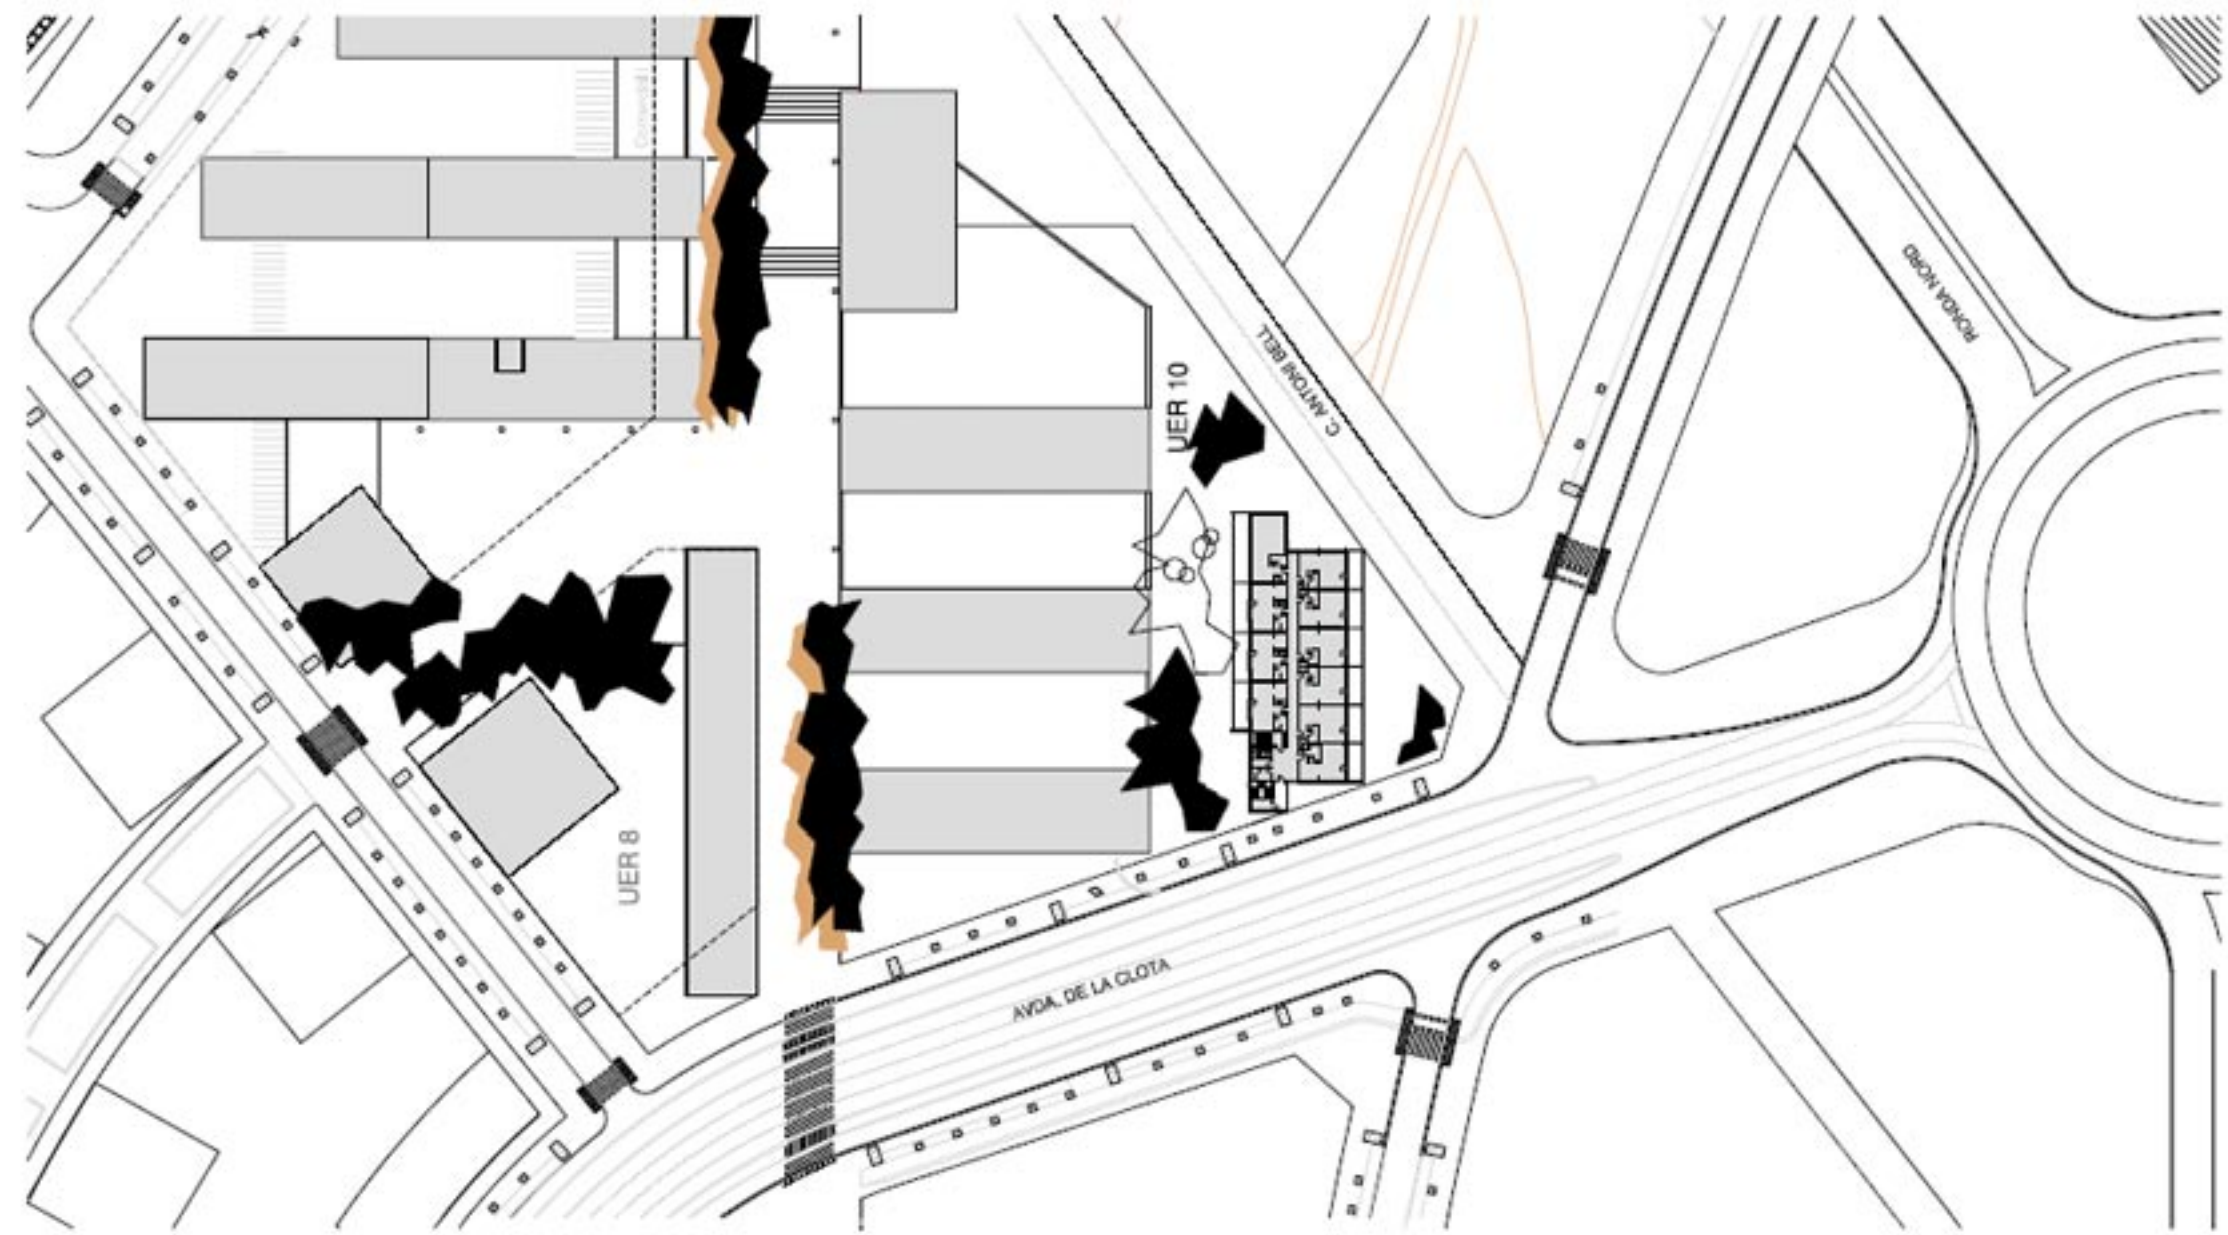 RONDA NORD
C. ANTONI BELL
UER 10
UER 8
AVDA. DE LA CLOTA